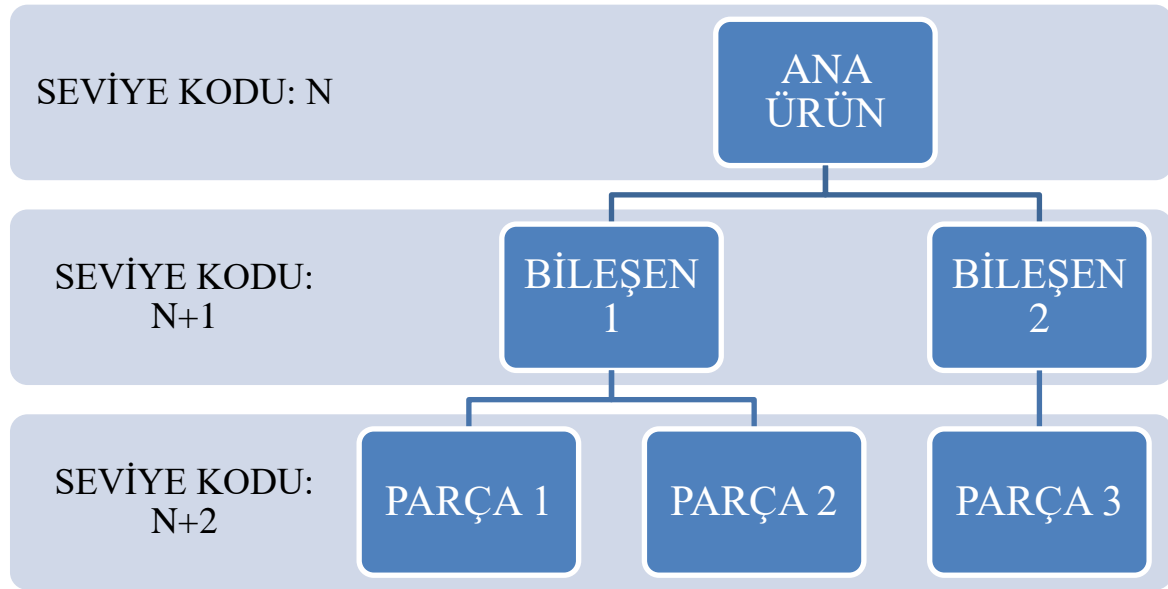 SEVİYE KODU: N
ANA
ÜRÜN
SEVİYE KODU:
N+1
BİLEŞEN
1
BİLEŞEN
2
SEVİYE KODU:
N+2
PARÇA 1
PARÇA 2
PARÇA 3